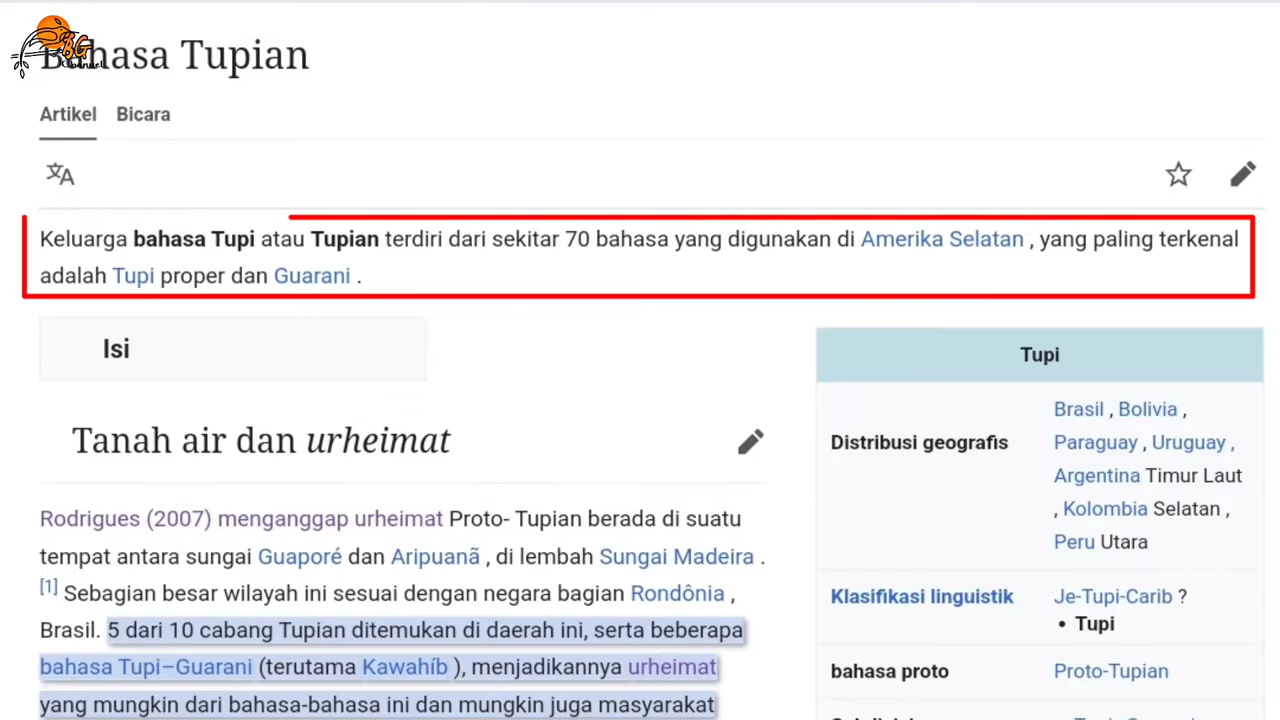 Bahasa Tupian
BG
Channel
Artikel Bicara
Keluarga bahasa Tupi atau Tupian terdiri dari sekitar 70 bahasa yang digunakan di Amerika Selatan , yang paling terkenal
adalah Tupi proper dan Guarani .
Isi
Tanah air dan urheimat
Rodrigues (2007) menganggap urheimat Proto- Tupian berada di suatu
tempat antara sungai Guaporé dan Aripuanã , di lembah Sungai Madeira .
[1] Sebagian besar wilayah ini sesuai dengan negara bagian Rondônia ,
Brasil. 5 dari 10 cabang Tupian ditemukan di daerah ini, serta beberapa
bahasa Tupi–Guarani (terutama Kawahíb ), menjadikannya urheimat
yang mungkin dari bahasa-bahasa ini dan mungkin juga masyarakat
Tupi
Distribusi geografis
Brasil , Bolivia ,
Paraguay , Uruguay ,
Argentina Timur Laut
, Kolombia Selatan ,
Peru Utara
Klasifikasi linguistik
Je-Tupi-Carib ?
• Tupi
bahasa proto
Proto-Tupian